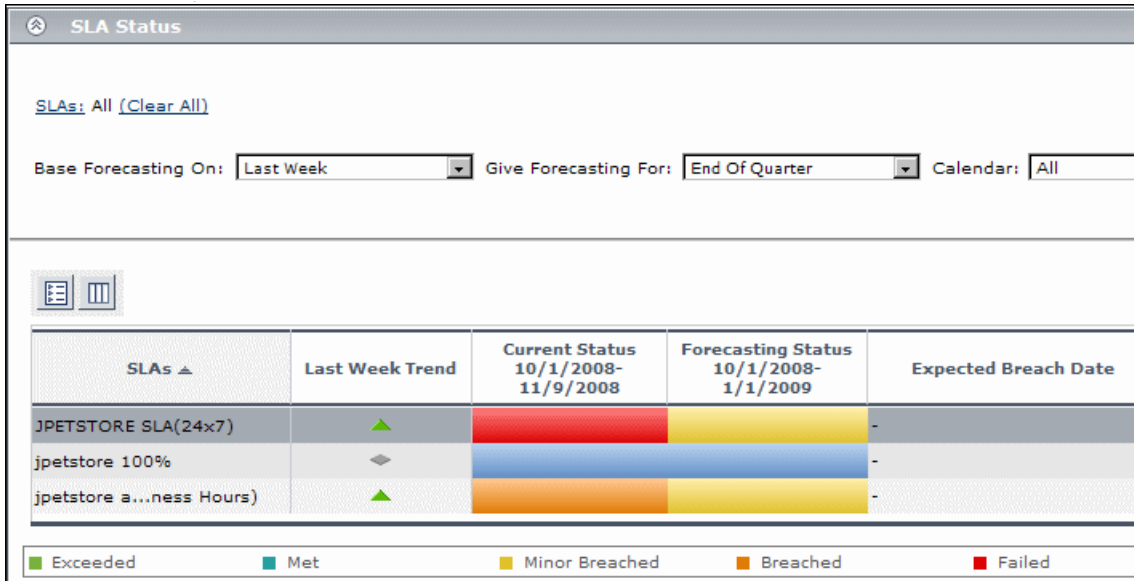 SLA Status
SLAs: All (Clear All)
Base Forecasting On: Last Week Give Forecasting For: End Of Quarter Calendar: All
SLAs Last Week Trend Current Status 10/1/2008- 11/9/2008 Forecasting Status 10/1/2008- 1/1/2009 Expected Breach Date
JPETSTORE SLA(24x7) -
jpetstore 100% -
jpetstore a...ness Hours) -
Exceeded Met Minor Breached Breached Failed